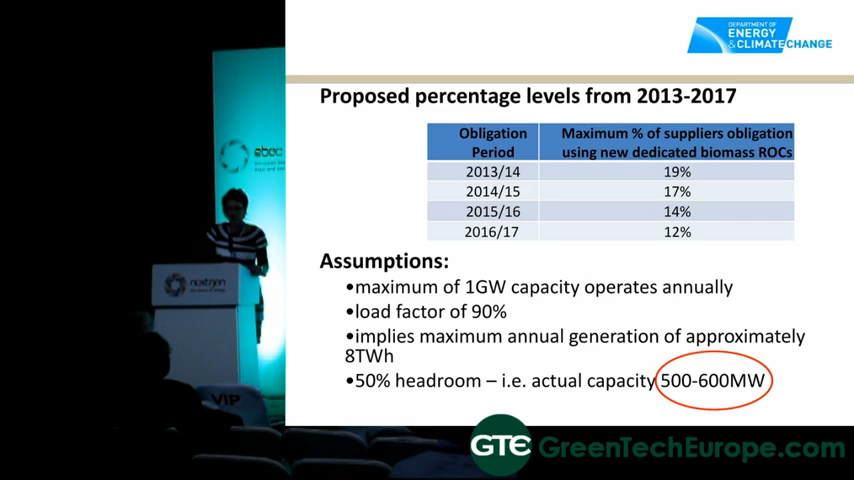 DEPARTMENT OF
ENERGY
& CLIMATE CHANGE
Proposed percentage levels from 2013-2017
Obligation Period
Maximum % of suppliers obligation using new dedicated biomass ROCs
2013/14 19%
2014/15 17%
2015/16 14%
2016/17 12%
Assumptions:
•maximum of 1GW capacity operates annually
•load factor of 90%
•implies maximum annual generation of approximately
8TWh
•50% headroom – i.e. actual capacity 500-600MW
ebec
nextgen
VIP
GTE GreenTechEurope.com